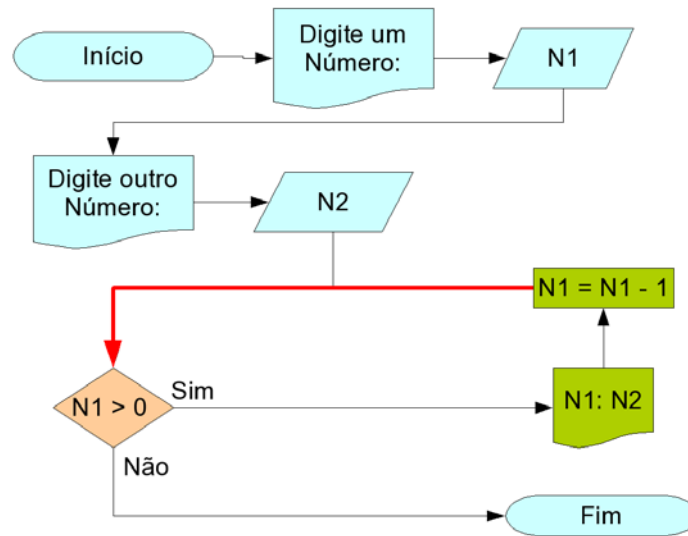 Início
Digite um
Número:
N1
Digite outro
Número:
N2
N1 = N1 - 1
N1 > 0
Sim
N1: N2
Não
Fim